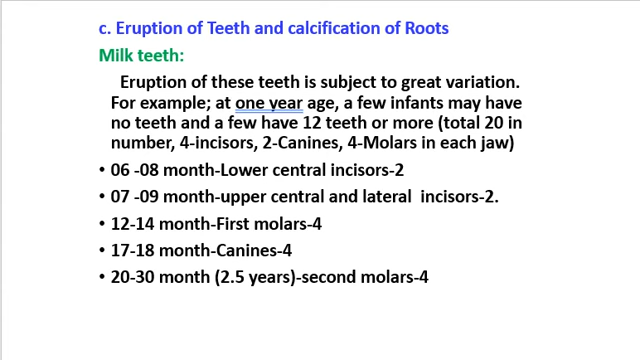 c. Eruption of Teeth and calcification of Roots
Milk teeth:
Eruption of these teeth is subject to great variation.
For example; at one year age, a few infants may have
no teeth and a few have 12 teeth or more (total 20 in
number, 4-incisors, 2-Canines, 4-Molars in each jaw)
• 06 -08 month-Lower central incisors-2
• 07 -09 month-upper central and lateral incisors-2.
• 12-14 month-First molars-4
• 17-18 month-Canines-4
• 20-30 month (2.5 years)-second molars-4